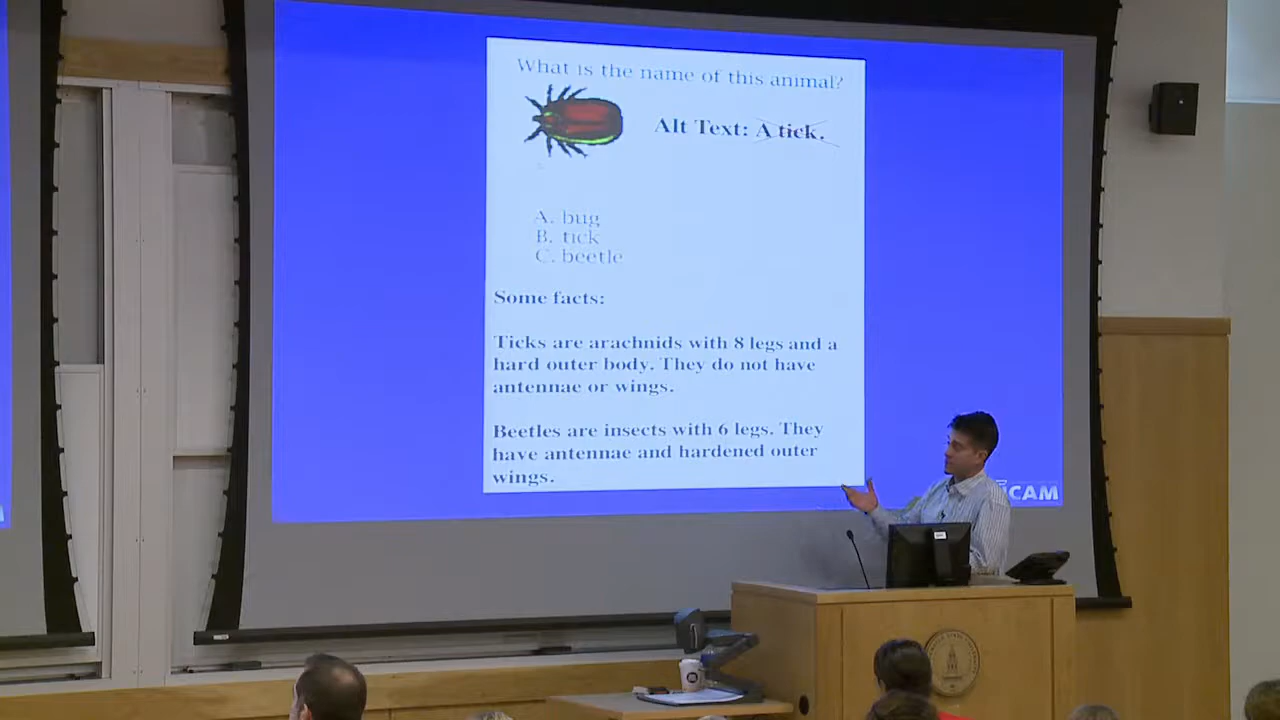 What is the name of this animal?
Alt Text: A tick.
A. bug
B. tick
C. beetle
Some facts:
Ticks are arachnids with 8 legs and a
hard outer body. They do not have
antennae or wings.
Beetles are insects with 6 legs. They
have antennae and hardened outer
wings.
CAM